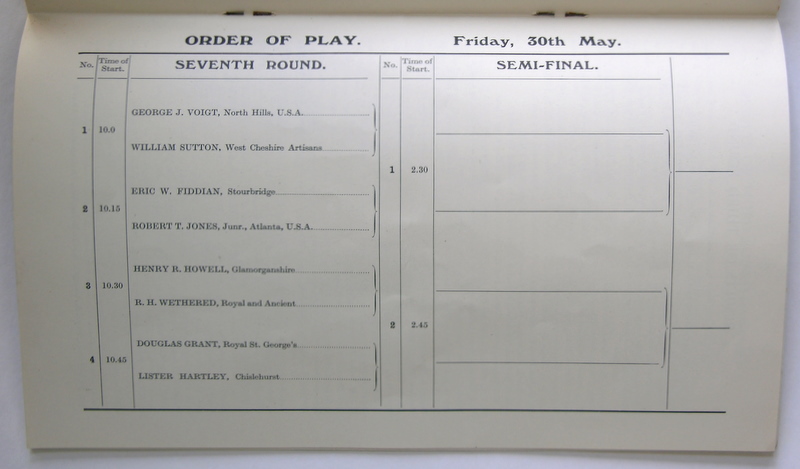 ORDER OF PLAY. Friday, 30th May.
No. Time of Start. SEVENTH ROUND. No. Time of Start. SEMI-FINAL.
GEORGE J. VOIGT, North Hills, U.S.A.
1 10.0
WILLIAM SUTTON, West Cheshire Artisans
1 2.30
ERIC W. FIDDIAN, Stourbridge
2 10.15
ROBERT T. JONES, Junr., Atlanta, U.S.A.
HENRY R. HOWELL, Glamorganshire
3 10.30
R. H. WETHERED, Royal and Ancient
2 2.45
DOUGLAS GRANT, Royal St. George's
4 10.45
LISTER HARTLEY, Chislehurst